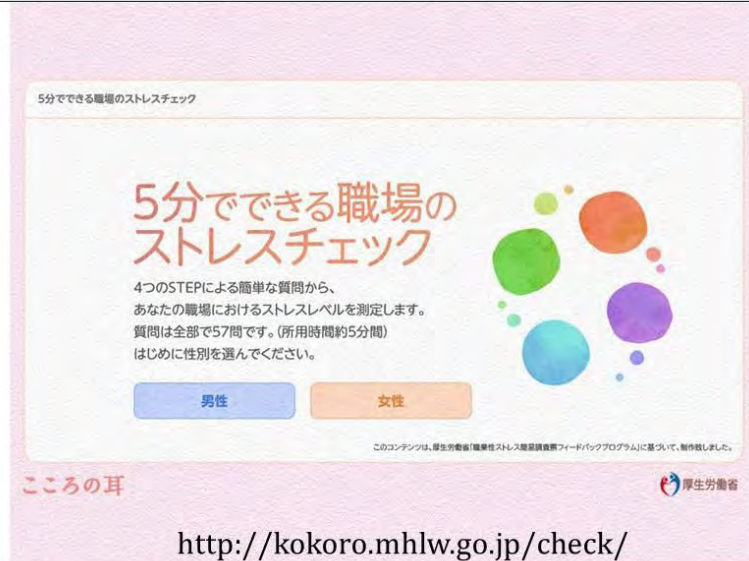 5分でできる職場のストレスチェック
5分でできる職場の
ストレスチェック
4つのSTEPによる簡単な質問から、
あなたの職場におけるストレスレベルを測定します。
質問は全部で57問です。(所用時間約5分間)
はじめに性別を選んでください。
男性
女性
このコンテンツは、厚生労働省「職業性ストレス簡易調査票フィードバックプログラム」に基づいて、制作致しました。
こころの耳
厚生労働省
http://kokoro.mhlw.go.jp/check/